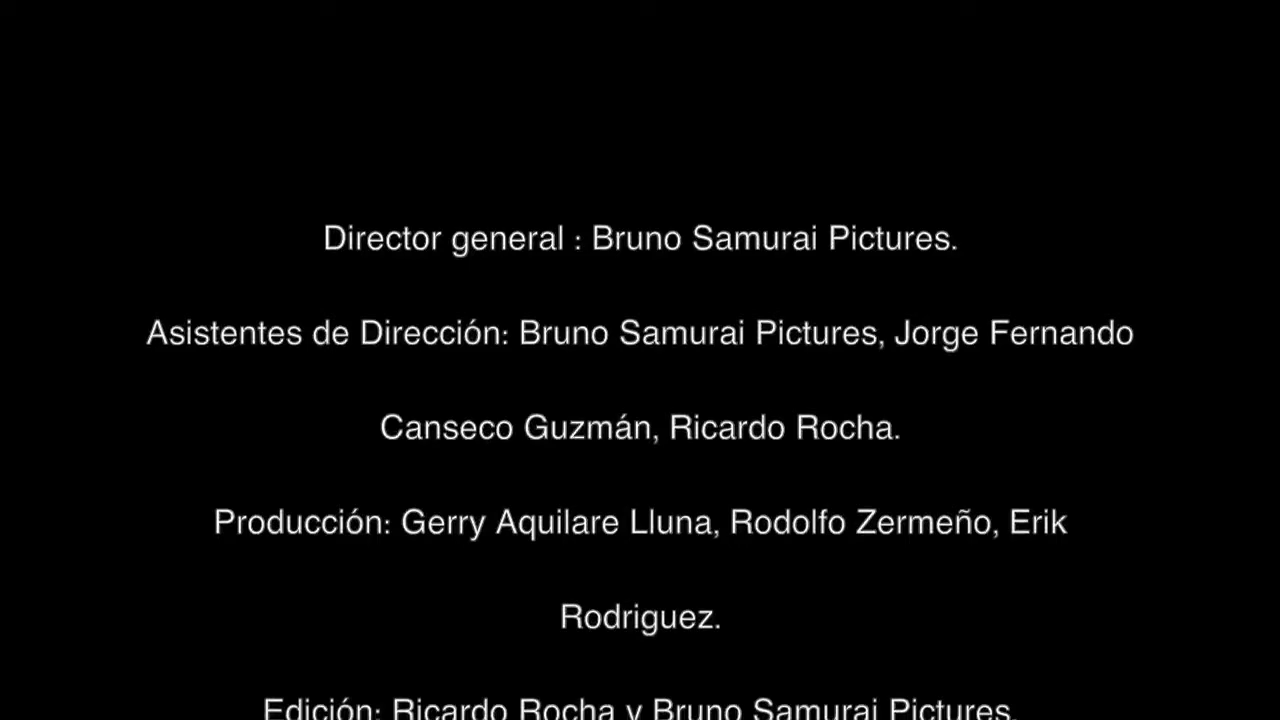 Director general : Bruno Samurai Pictures.
Asistentes de Dirección: Bruno Samurai Pictures, Jorge Fernando
Canseco Guzmán, Ricardo Rocha.
Producción: Gerry Aquilare Lluna, Rodolfo Zermeño, Erik
Rodriguez.
Edición: Ricardo Rocha y Bruno Samurai Pictures.